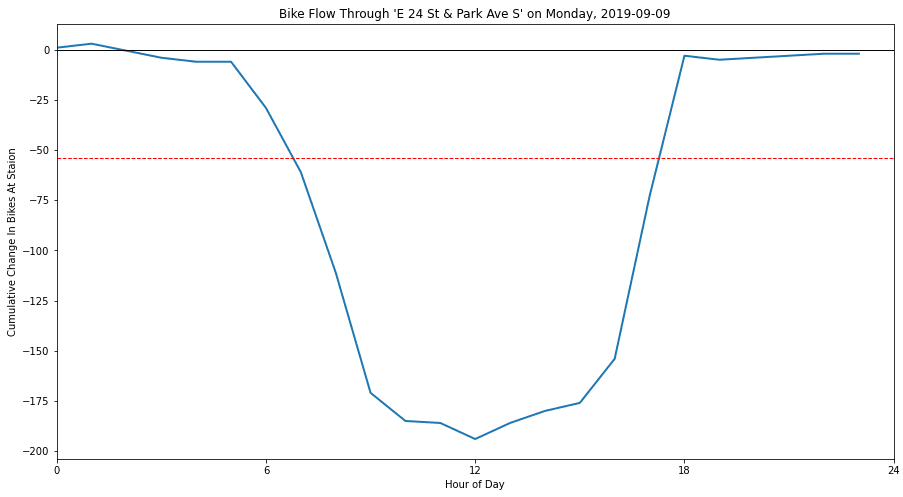 Bike Flow Through 'E 24 St & Park Ave S' on Monday, 2019-09-09
Cumulative Change In Bikes At Staion
0
−25
−50
−75
−100
−125
−150
−175
−200
0 6 12 18 24
Hour of Day